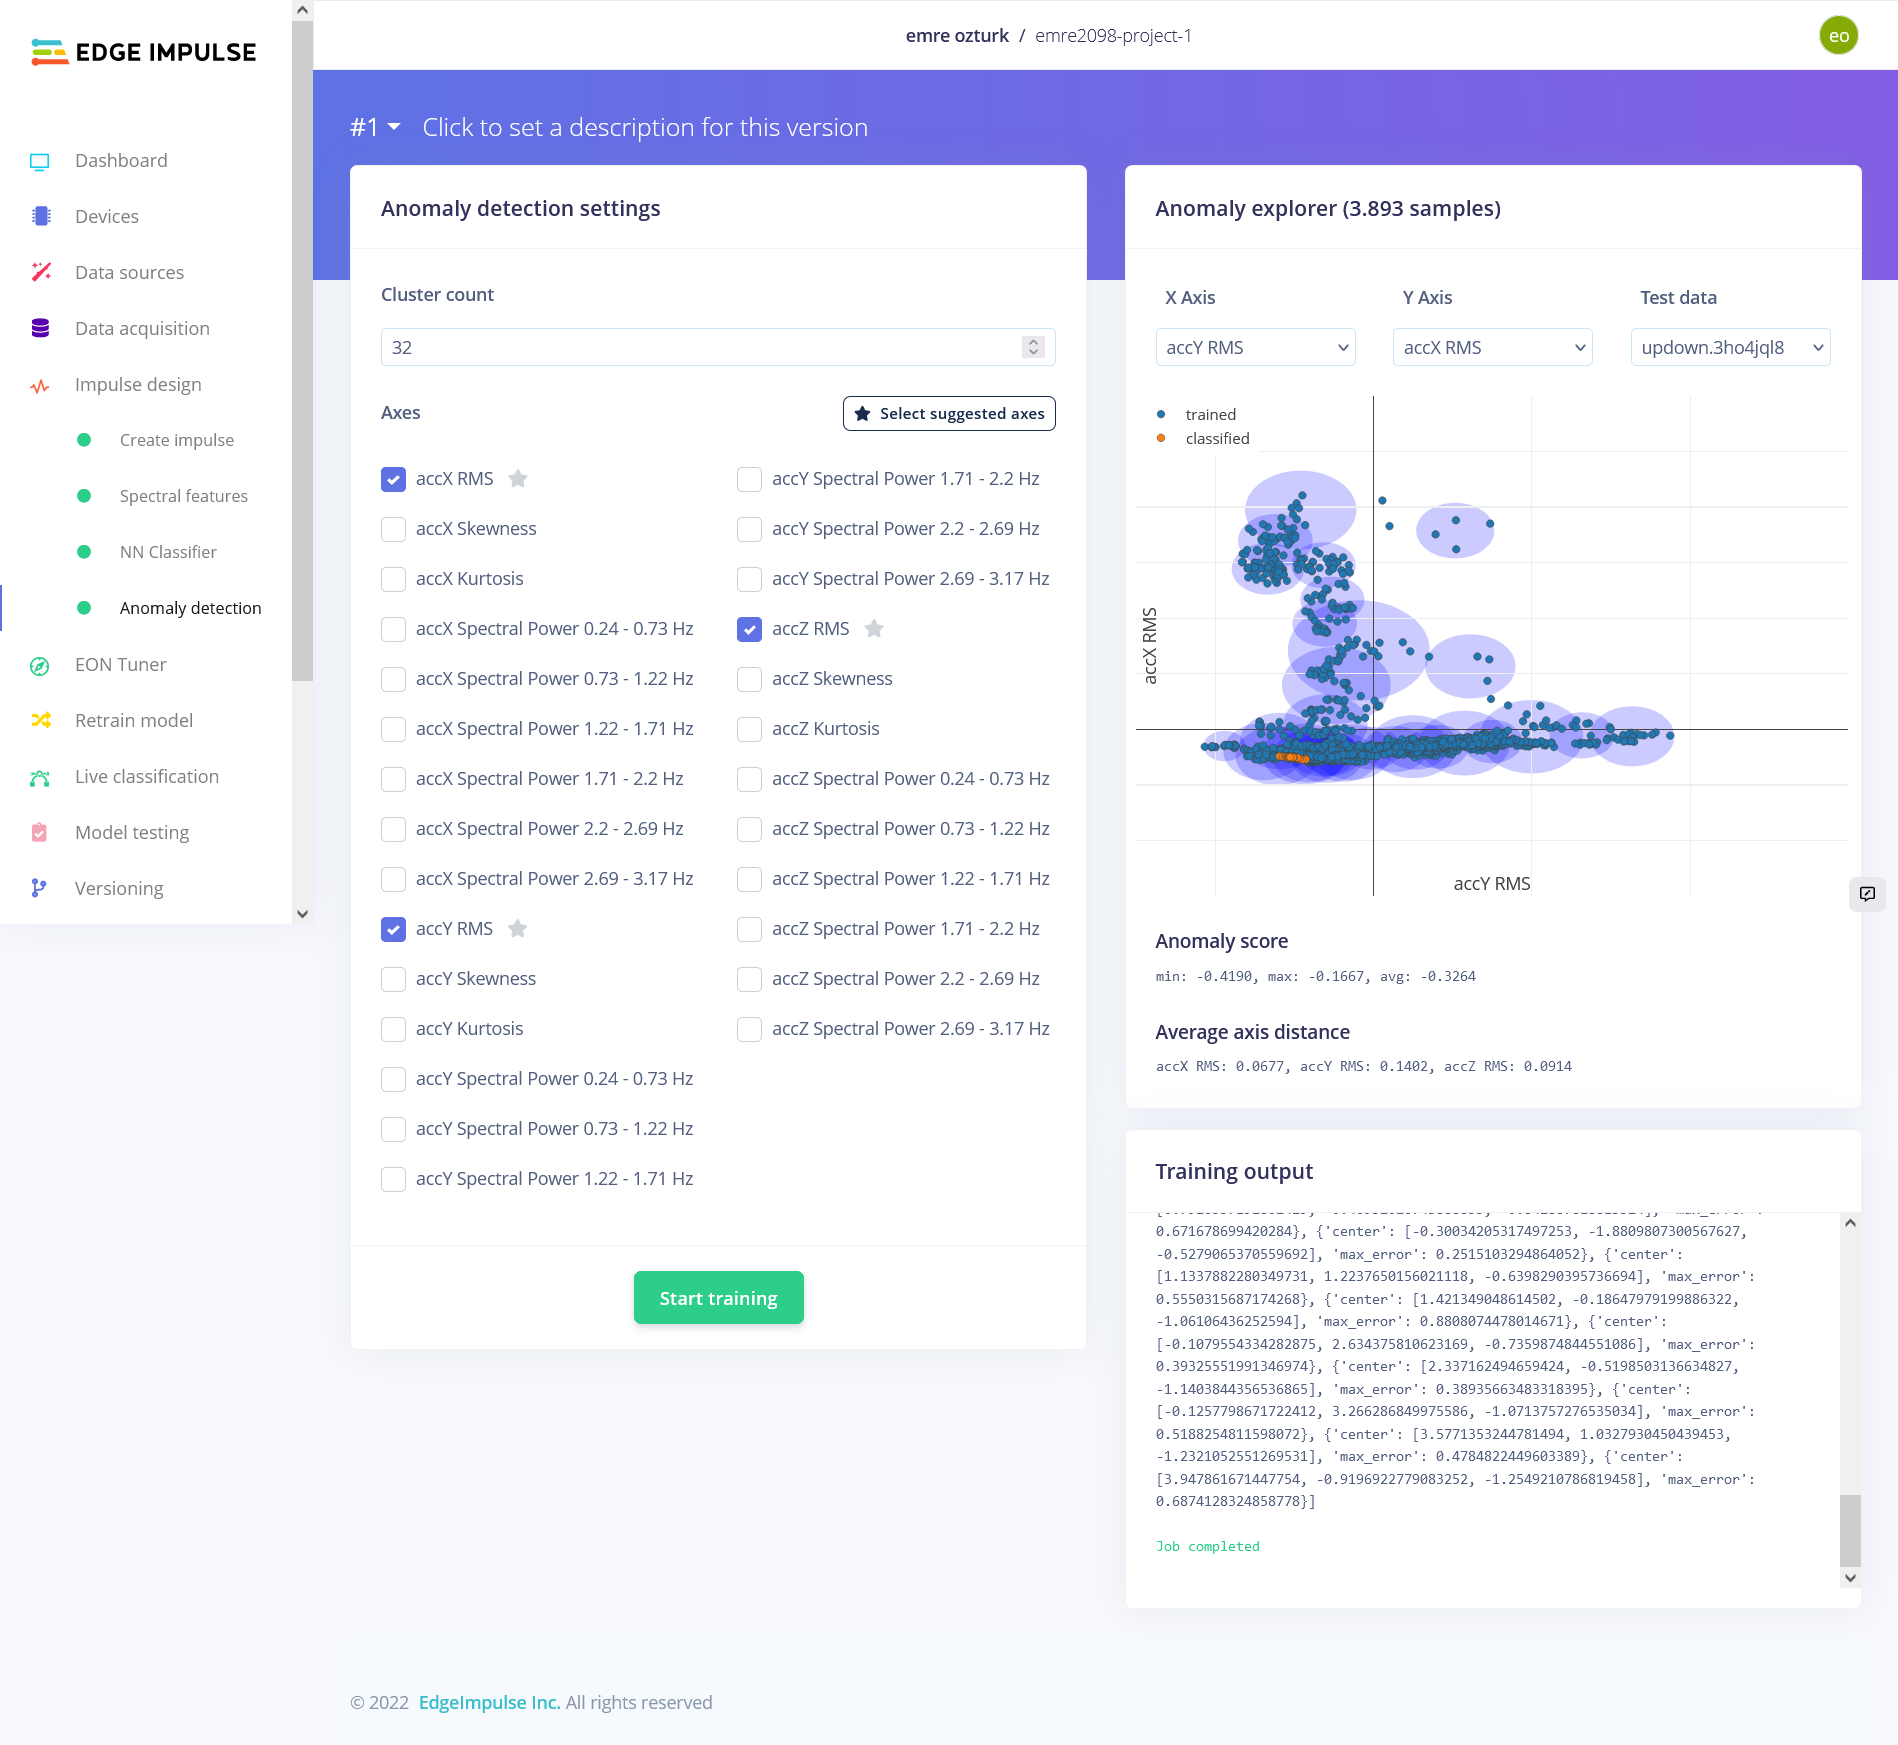 EDGE IMPULSE
emre ozturk / emre2098-project-1
eo
Dashboard
Devices
Data sources
Data acquisition
Impulse design
Create impulse
Spectral features
NN Classifier
Anomaly detection
EON Tuner
Retrain model
Live classification
Model testing
Versioning
#1 Click to set a description for this version
Anomaly detection settings
Cluster count
32
Axes
Select suggested axes
accX RMS
accX Skewness
accX Kurtosis
accX Spectral Power 0.24 - 0.73 Hz
accX Spectral Power 0.73 - 1.22 Hz
accX Spectral Power 1.22 - 1.71 Hz
accX Spectral Power 1.71 - 2.2 Hz
accX Spectral Power 2.2 - 2.69 Hz
accX Spectral Power 2.69 - 3.17 Hz
accY RMS
accY Skewness
accY Kurtosis
accY Spectral Power 0.24 - 0.73 Hz
accY Spectral Power 0.73 - 1.22 Hz
accY Spectral Power 1.22 - 1.71 Hz
accY Spectral Power 1.71 - 2.2 Hz
accY Spectral Power 2.2 - 2.69 Hz
accY Spectral Power 2.69 - 3.17 Hz
accZ RMS
accZ Skewness
accZ Kurtosis
accZ Spectral Power 0.24 - 0.73 Hz
accZ Spectral Power 0.73 - 1.22 Hz
accZ Spectral Power 1.22 - 1.71 Hz
accZ Spectral Power 1.71 - 2.2 Hz
accZ Spectral Power 2.2 - 2.69 Hz
accZ Spectral Power 2.69 - 3.17 Hz
Start training
Anomaly explorer (3.893 samples)
X Axis
Y Axis
Test data
accY RMS
accX RMS
updown.3ho4jql8
trained
classified
accX RMS
accY RMS
Anomaly score
min: -0.4190, max: -0.1667, avg: -0.3264
Average axis distance
accX RMS: 0.0677, accY RMS: 0.1402, accZ RMS: 0.0914
Training output
0.671678699420284}, {'center': [-0.30034205317497253, -1.8809807300567627,
-0.5279065370559692], 'max_error': 0.2515103294864052}, {'center':
[1.1337882280349731, 1.2237650156021118, -0.6398290395736694], 'max_error':
0.5550315687174268}, {'center': [1.421349048614502, -0.18647979199886322,
-1.06106436252594], 'max_error': 0.8808074478014671}, {'center':
[-0.1079554334282875, 2.634375810623169, -0.7359874844551086], 'max_error':
0.39325551991346974}, {'center': [2.337162494659424, -0.5198503136634827,
-1.1403844356536865], 'max_error': 0.38935663483318395}, {'center':
[-0.1257798671722412, 3.266286849975586, -1.0713757276535034], 'max_error':
0.5188254811598072}, {'center': [3.5771353244781494, 1.0327930450439453,
-1.2321052551269531], 'max_error': 0.4784822449603389}, {'center':
[3.947861671447754, -0.9196922779083252, -1.2549210786819458], 'max_error':
0.6874128324858778}]
Job completed
© 2022 EdgeImpulse Inc. All rights reserved